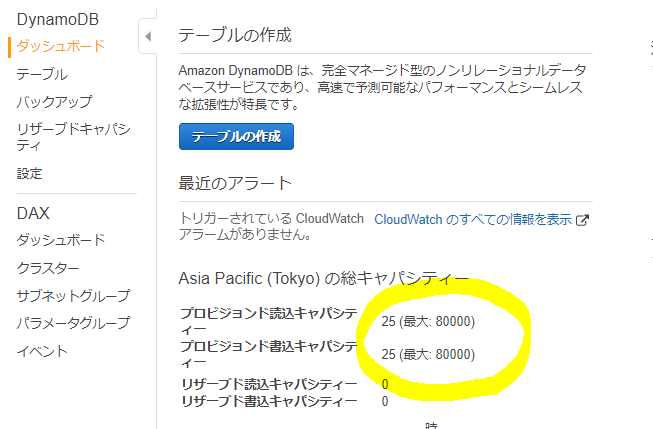 DynamoDB
ダッシュボード
テーブル
バックアップ
リザーブドキャパシ
ティ
設定
DAX
ダッシュボード
クラスター
サブネットグループ
パラメータグループ
イベント
テーブルの作成
Amazon DynamoDB は、完全マネージド型のノンリレーショナルデータ
ベースサービスであり、高速で予測可能なパフォーマンスとシームレス
な拡張性が特長です。
テーブルの作成
最近のアラート
トリガーされている CloudWatch
アラームがありません。
CloudWatch のすべての情報を表示
Asia Pacific (Tokyo) の総キャパシティー
プロビジョンド読込キャパシテ
ィー
25 (最大: 80000)
プロビジョンド書込キャパシテ
ィー
25 (最大: 80000)
リザーブド読込キャパシティー 0
リザーブド書込キャパシティー 0